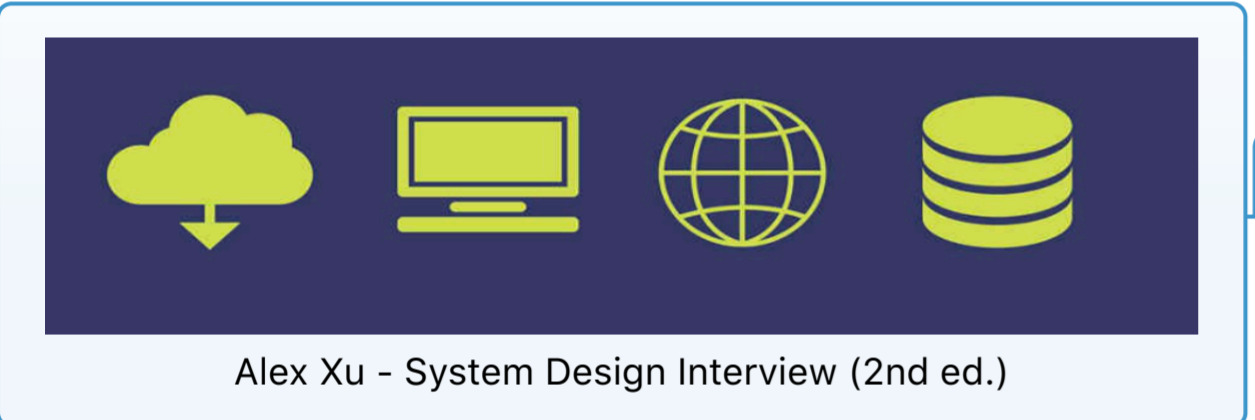 Alex Xu - System Design Interview (2nd ed.)